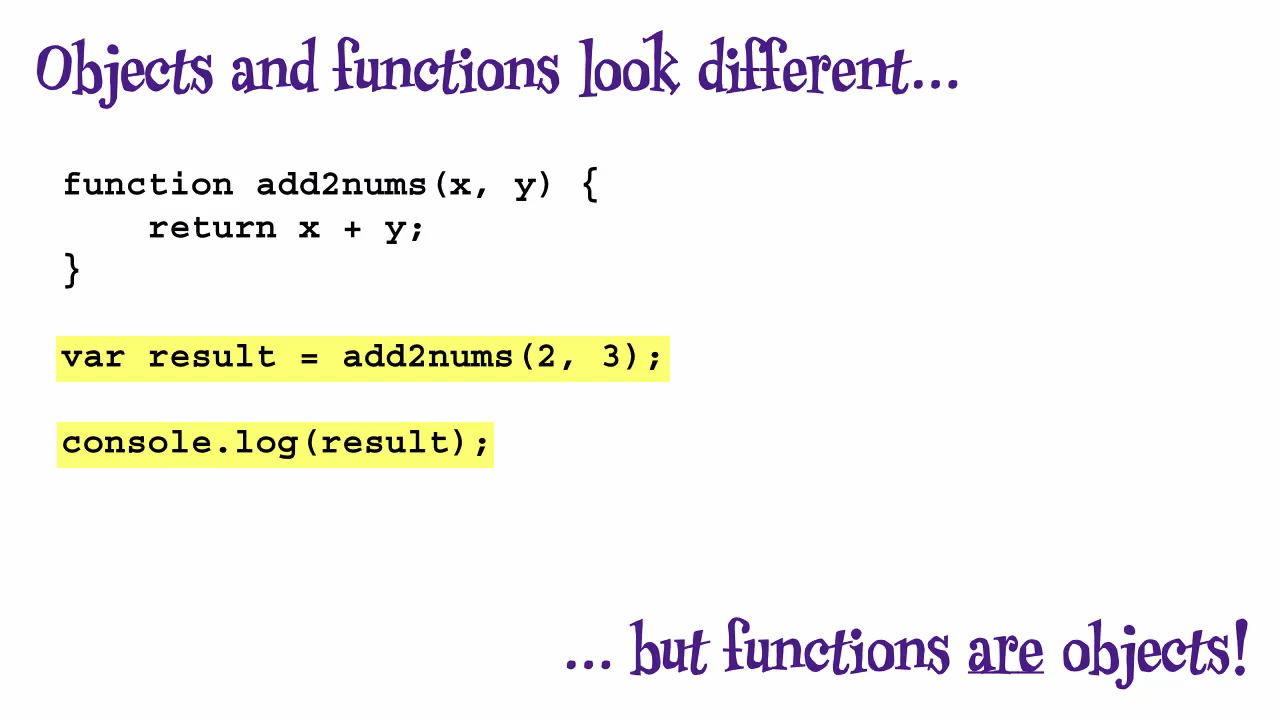 Objects and functions look different...
function add2nums(x, y) {
    return x + y;
}
var result = add2nums(2, 3);
console.log(result);
... but functions are objects!